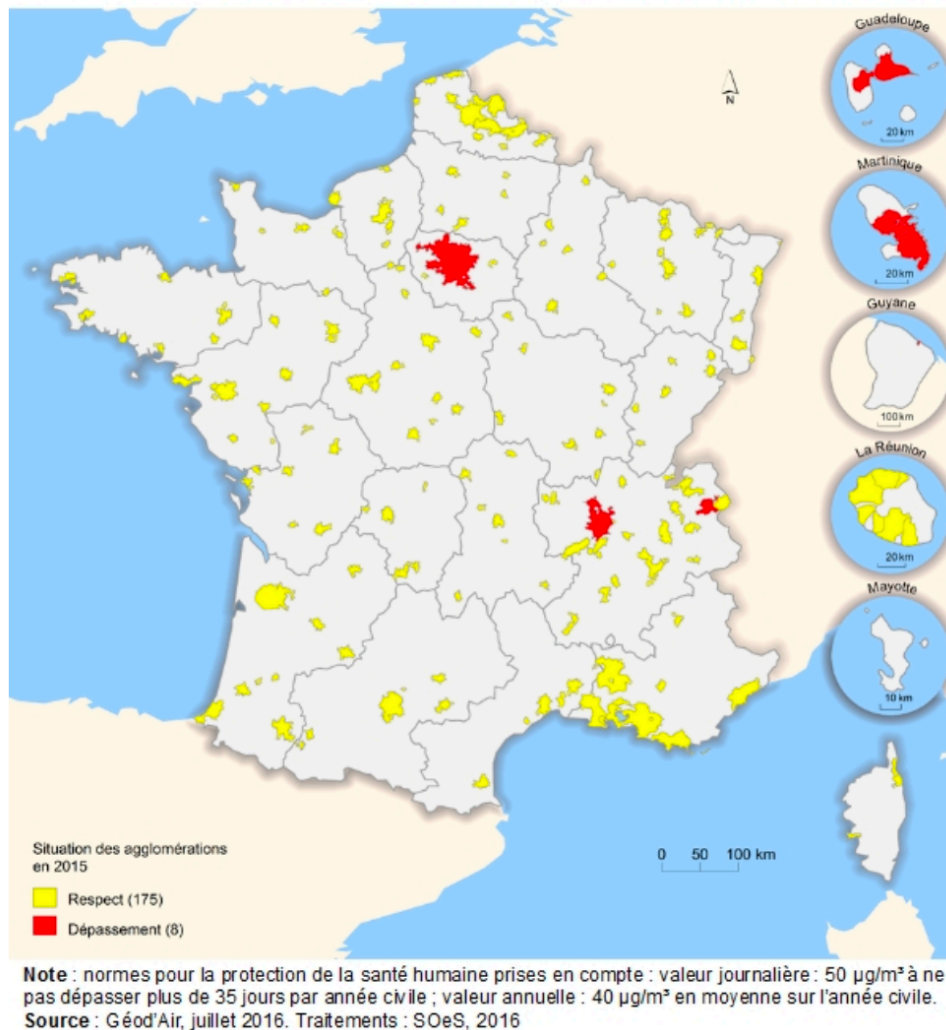 Guadeloupe
20 km
Martinique
20 km
Guyane
100 km
La Réunion
20 km
Mayotte
10 km
N
0 50 100 km
Situation des agglomérations
en 2015
Respect (175)
Dépassement (8)
Note : normes pour la protection de la santé humaine prises en compte : valeur journalière : 50 µg/m³ à ne
pas dépasser plus de 35 jours par année civile ; valeur annuelle : 40 µg/m³ en moyenne sur l'année civile.
Source : Géod'Air, juillet 2016. Traitements : SOeS, 2016